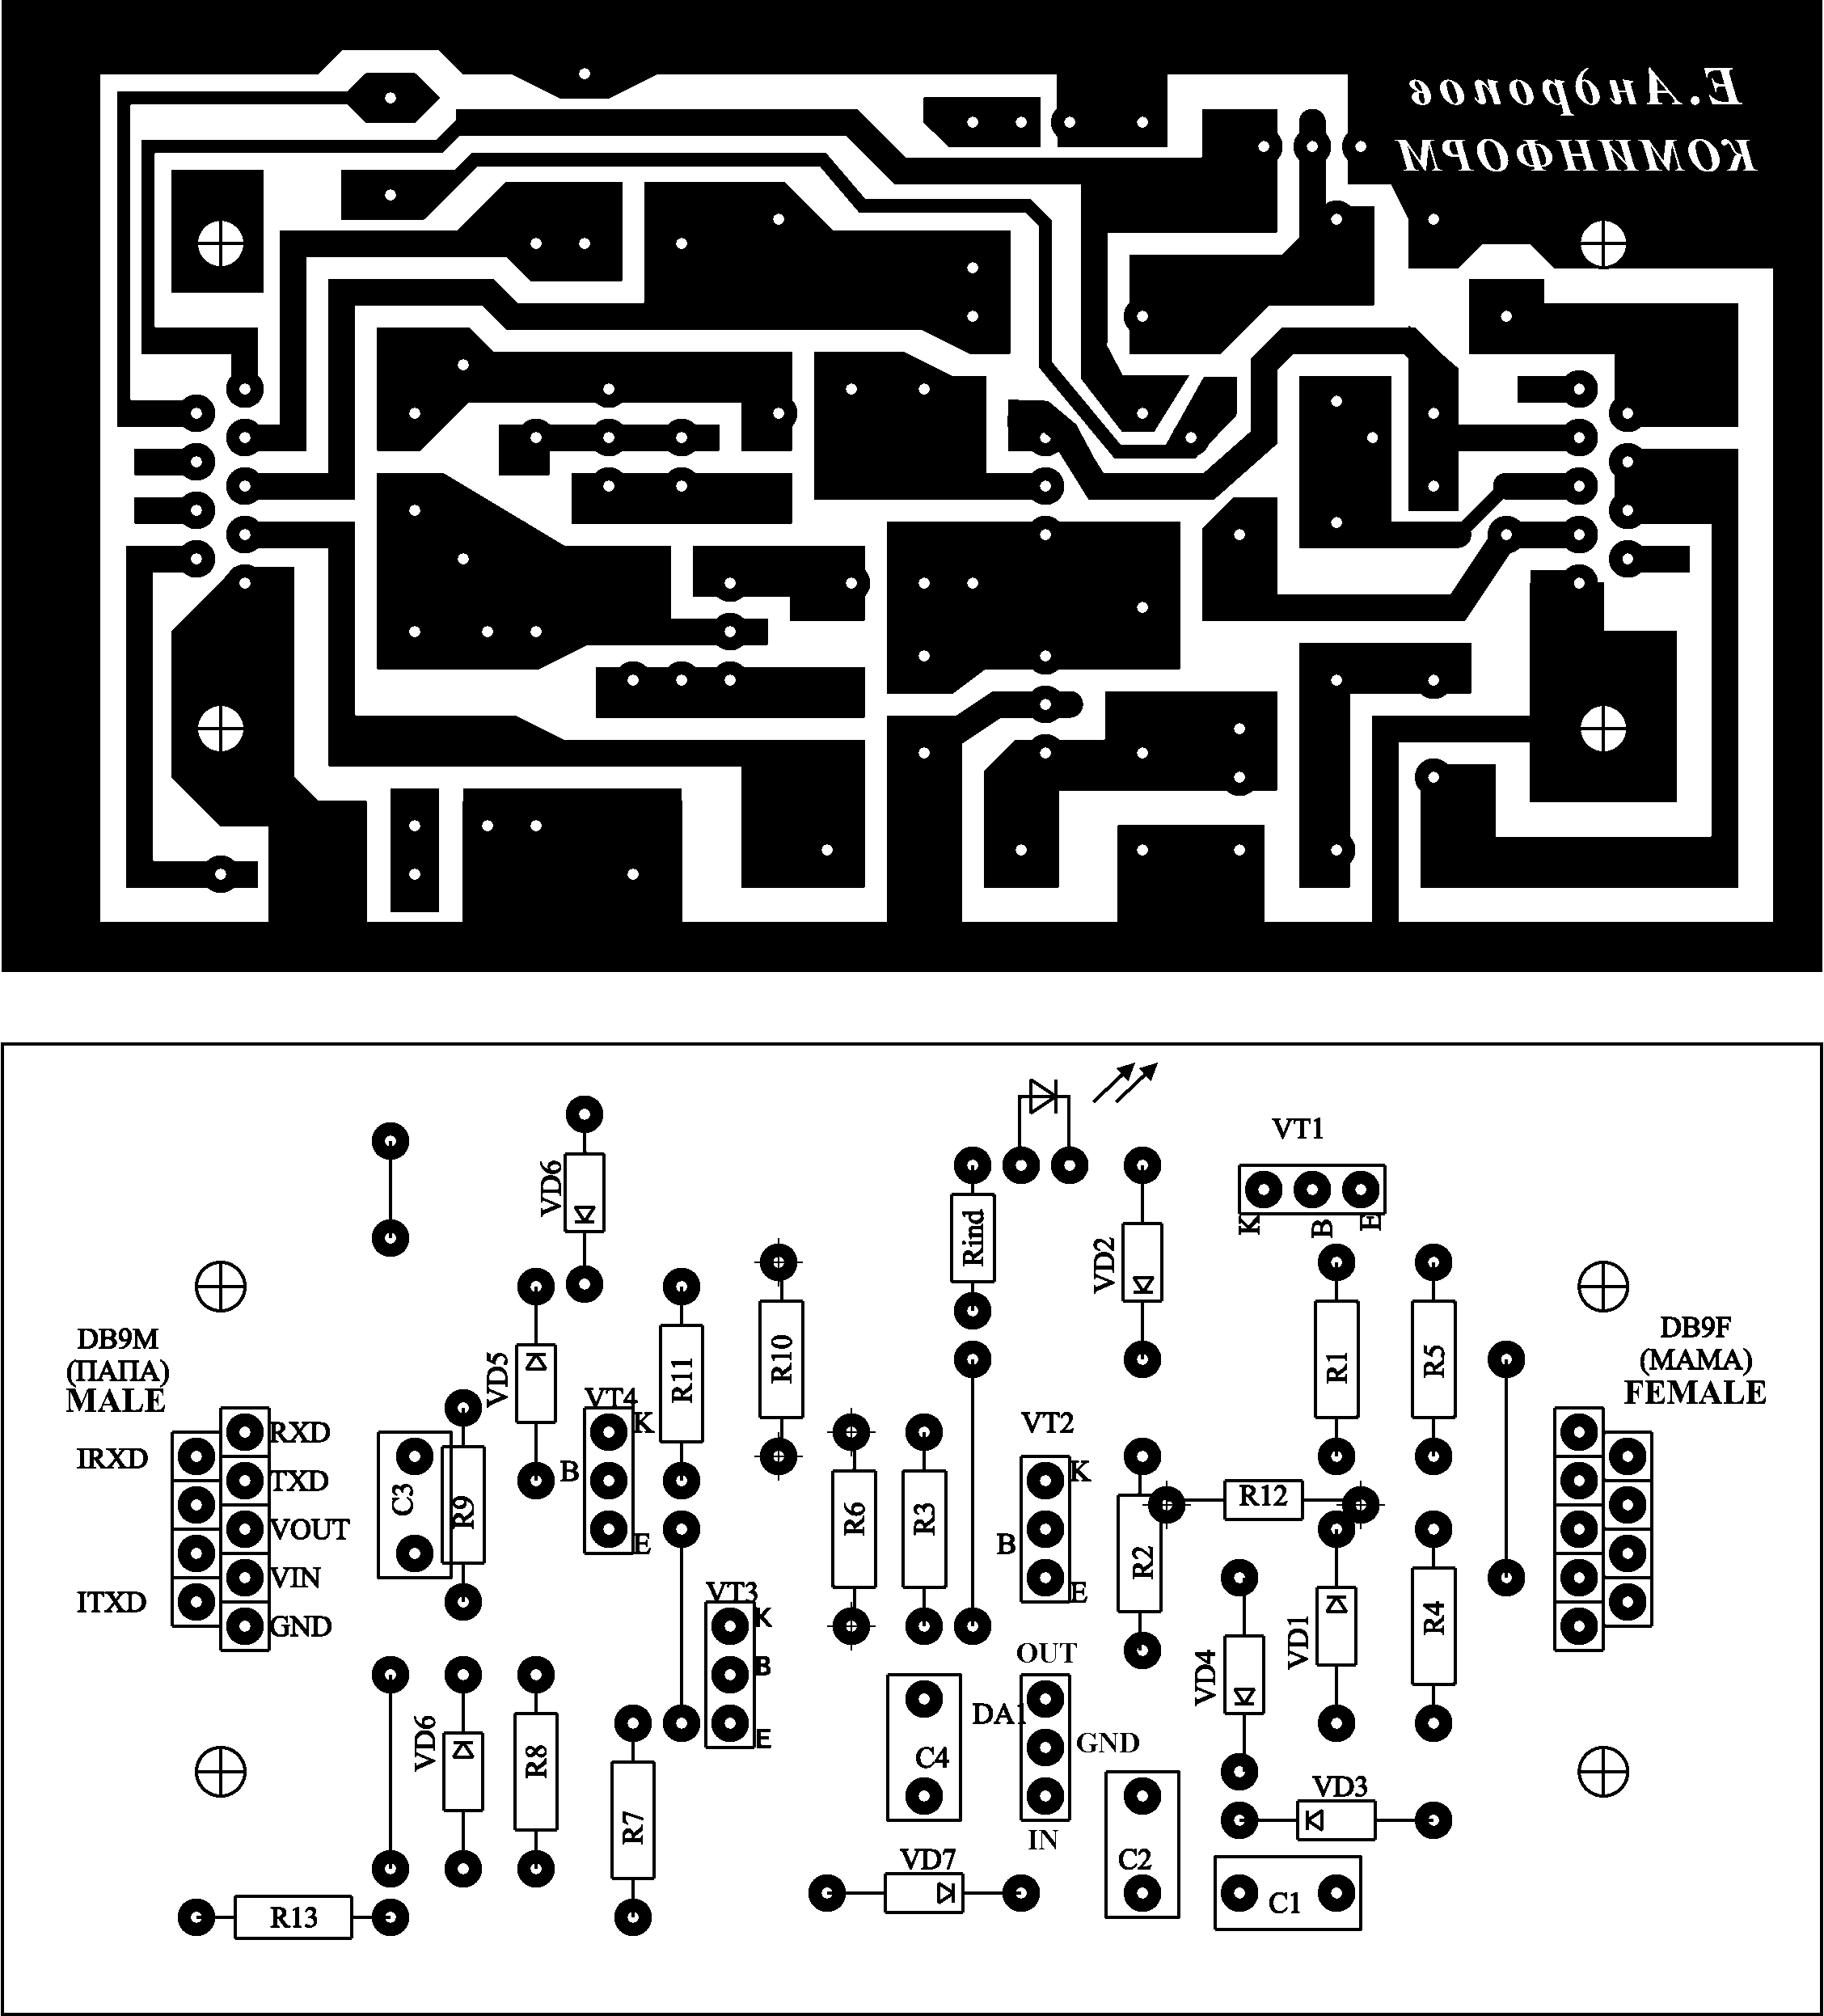 Е.Андропов
КОМИНФОРМ
VT1
VD6
K
B
E
Rind
VD2
DB9M
(ПАПА)
MALE
DB9F
(МАМА)
FEMALE
VD5
R11
R10
R1
R5
VT4
K
B
E
VT2
K
B
E
RXD
IRXD
TXD
VOUT
VIN
ITXD
GND
C3
R9
R6
R3
R12
R2
VT3
K
B
E
OUT
VD4
VD1
R4
DA1
GND
C4
VD6
R8
R7
IN
VD3
C2
VD7
C1
R13